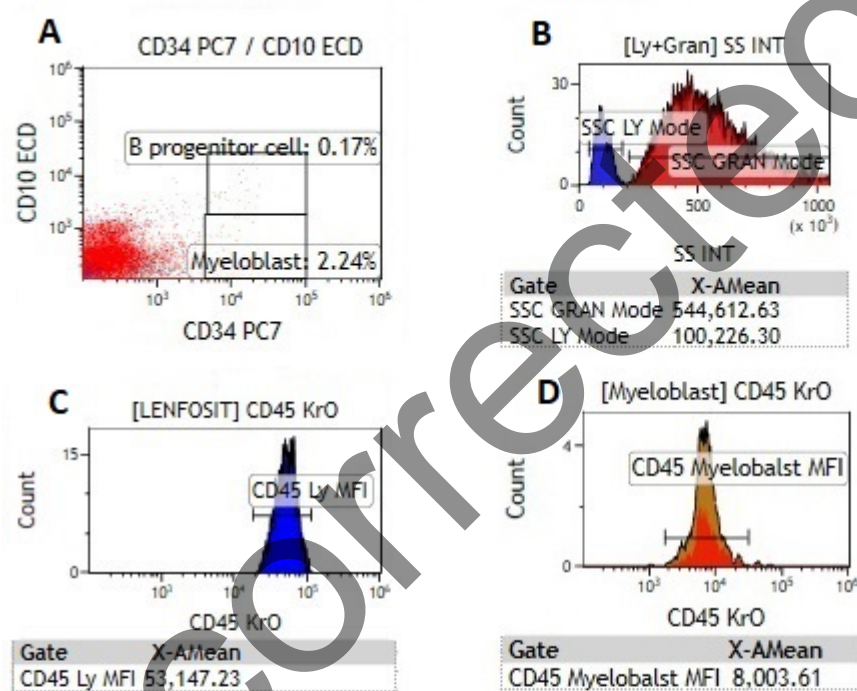 A
CD34 PC7 / CD10 ECD
10⁶
10⁵
10⁴
10³
CD10 ECD
B progenitor cell: 0.17%
Myeloblast: 2.24%
10³ 10⁴ 10⁵ 10⁶
CD34 PC7
B
[Ly+Gran] SS INT
30
0
Count
SSC LY Mode
SSC GRAN Mode
0 500 1000
(x 10³)
SS INT
Gate X-AMean
SSC GRAN Mode 544,612.63
SSC LY Mode 100,226.30
C
[LENFOSIT] CD45 KrO
15
0
Count
CD45 Ly MFI
10³ 10⁴ 10⁵ 10⁶
CD45 KrO
Gate X-AMean
CD45 Ly MFI 53,147.23
D
[Myeloblast] CD45 KrO
4
0
Count
CD45 Myelobalst MFI
10³ 10⁴ 10⁵ 10⁶
CD45 KrO
Gate X-AMean
CD45 Myelobalst MFI 8,003.61
corrected